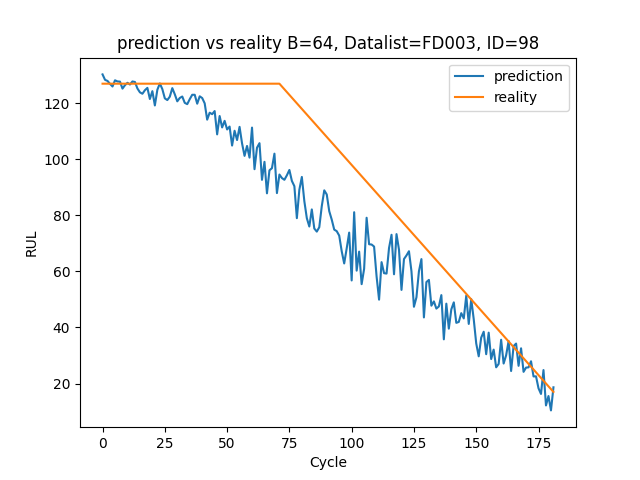 prediction vs reality B=64, Datalist=FD003, ID=98
prediction
reality
RUL
120
100
80
60
40
20
0 25 50 75 100 125 150 175
Cycle